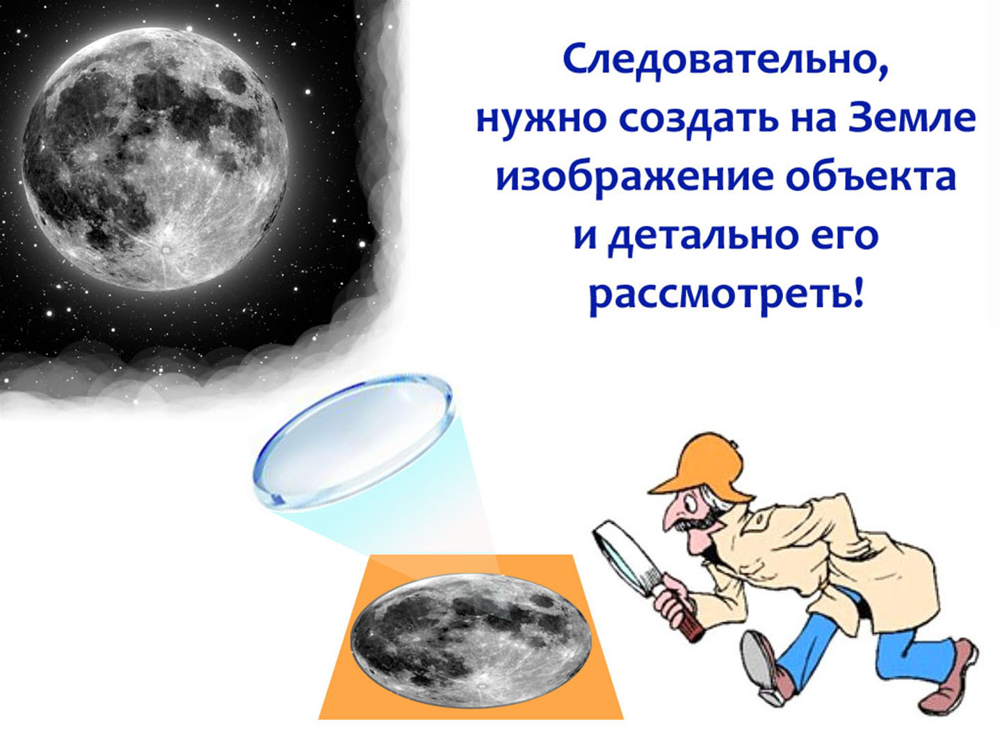 Следовательно,
нужно создать на Земле
изображение объекта
и детально его
рассмотреть!